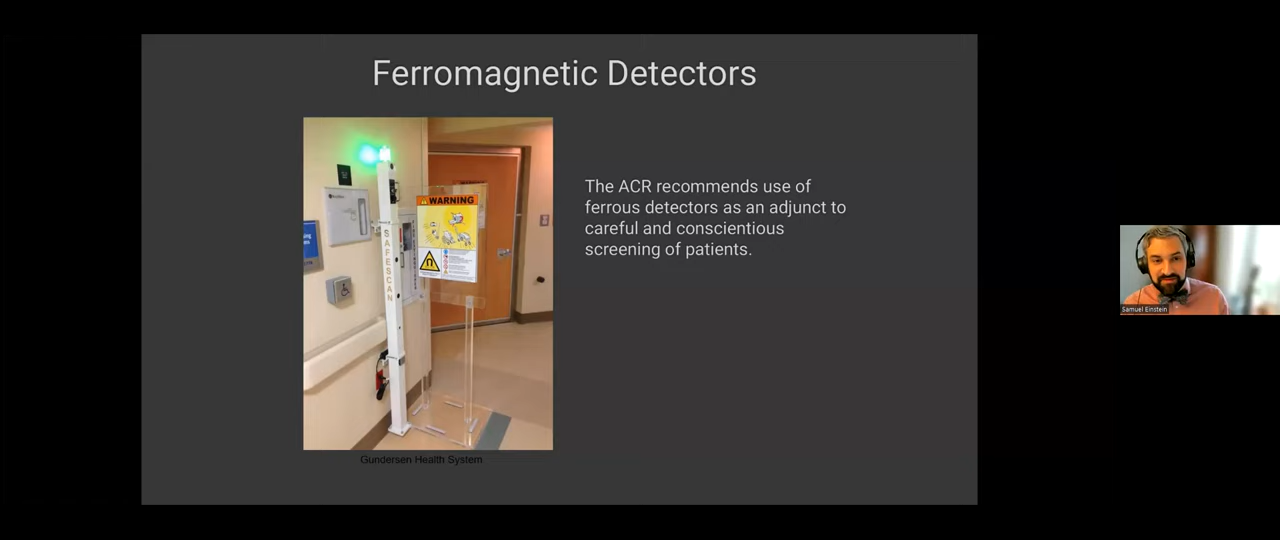 Ferromagnetic Detectors
The ACR recommends use of
ferrous detectors as an adjunct to
careful and conscientious
screening of patients.
WARNING
SAFESCAN
Gundersen Health System
Samuel Einstein